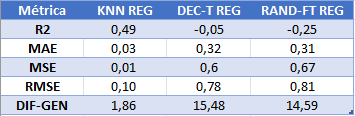 Métrica KNN REG DEC-T REG RAND-FT REG
R2 0,49 -0,05 -0,25
MAE 0,03 0,32 0,31
MSE 0,01 0,6 0,67
RMSE 0,10 0,78 0,81
DIF-GEN 1,86 15,48 14,59